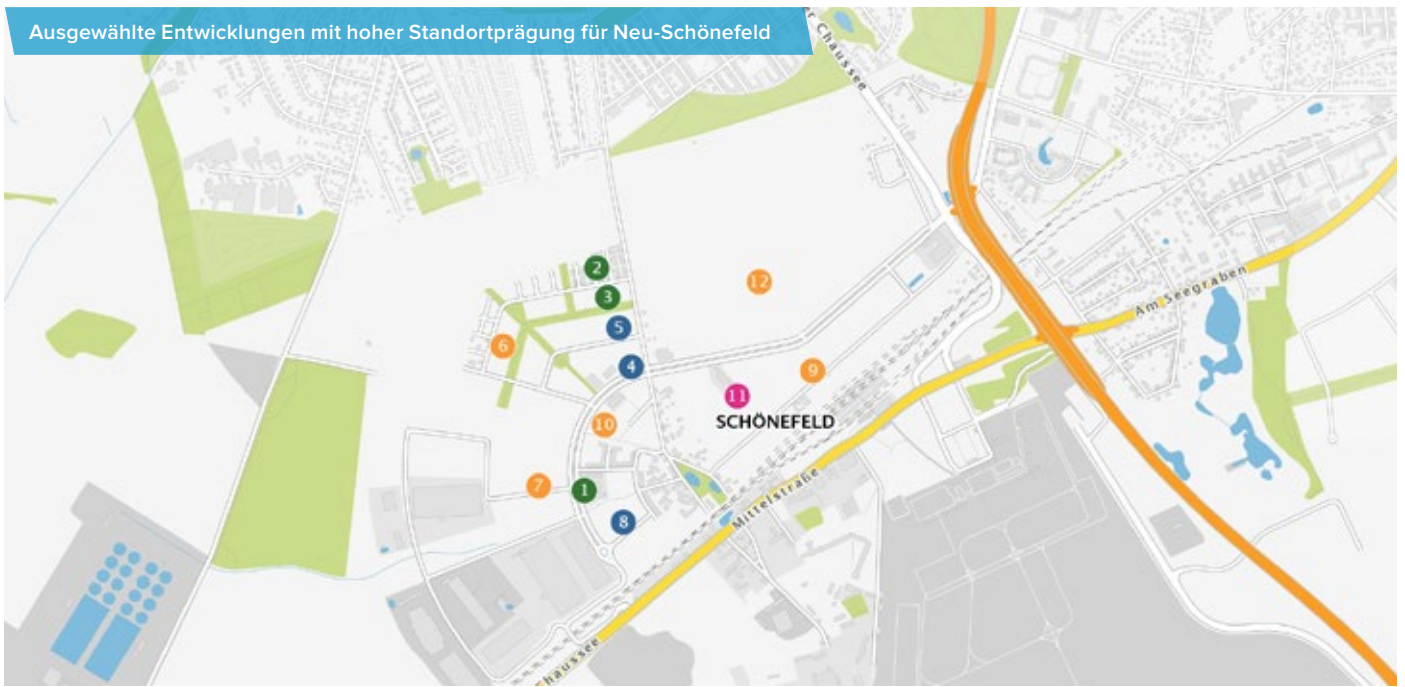 Ausgewählte Entwicklungen mit hoher Standortprägung für Neu-Schönefeld
er Chaussee
2
12
3
Am Seegraben
5
6
4
9
11
SCHÖNEFELD
10
7
1
Mittelstraße
8
Chaussee